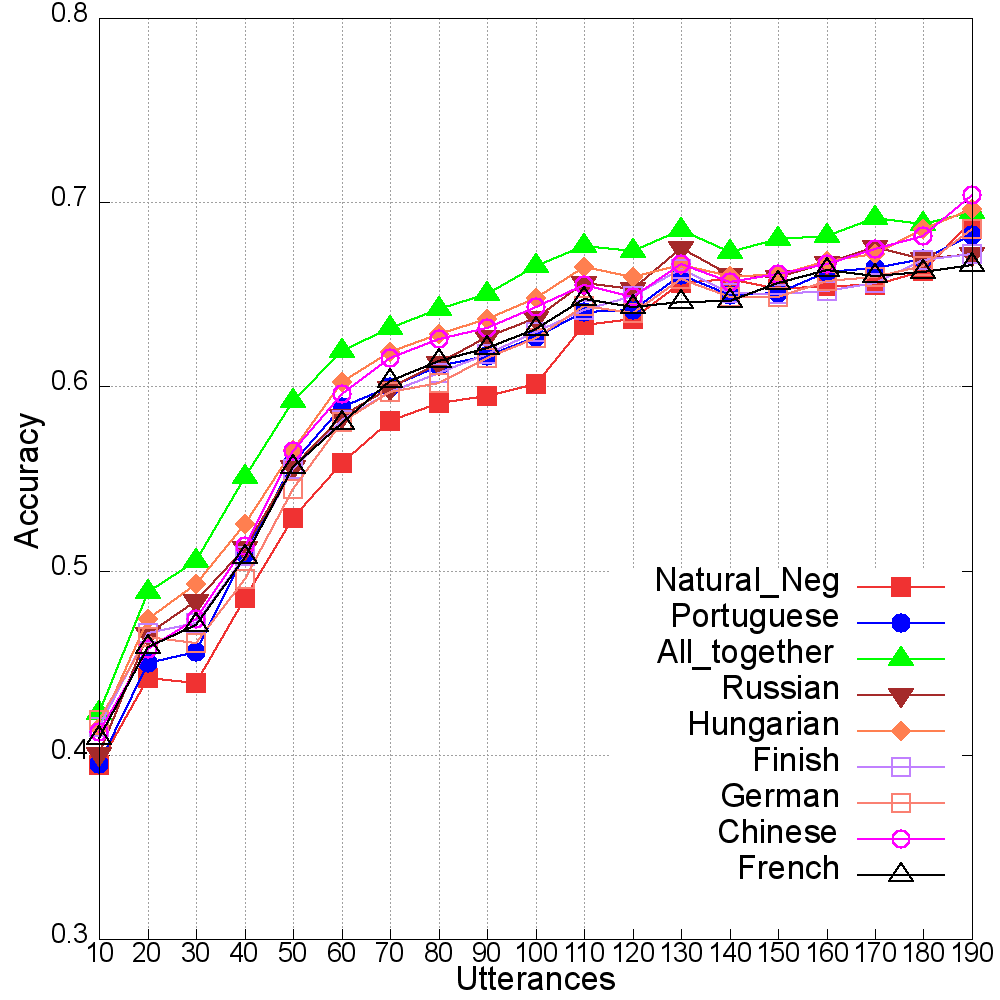 0.8
0.7
0.6
0.5
0.4
0.3
Accuracy
10 20 30 40 50 60 70 80 90 100 110 120 130 140 150 160 170 180 190
Utterances
Natural_Neg
Portuguese
All_together
Russian
Hungarian
Finish
German
Chinese
French